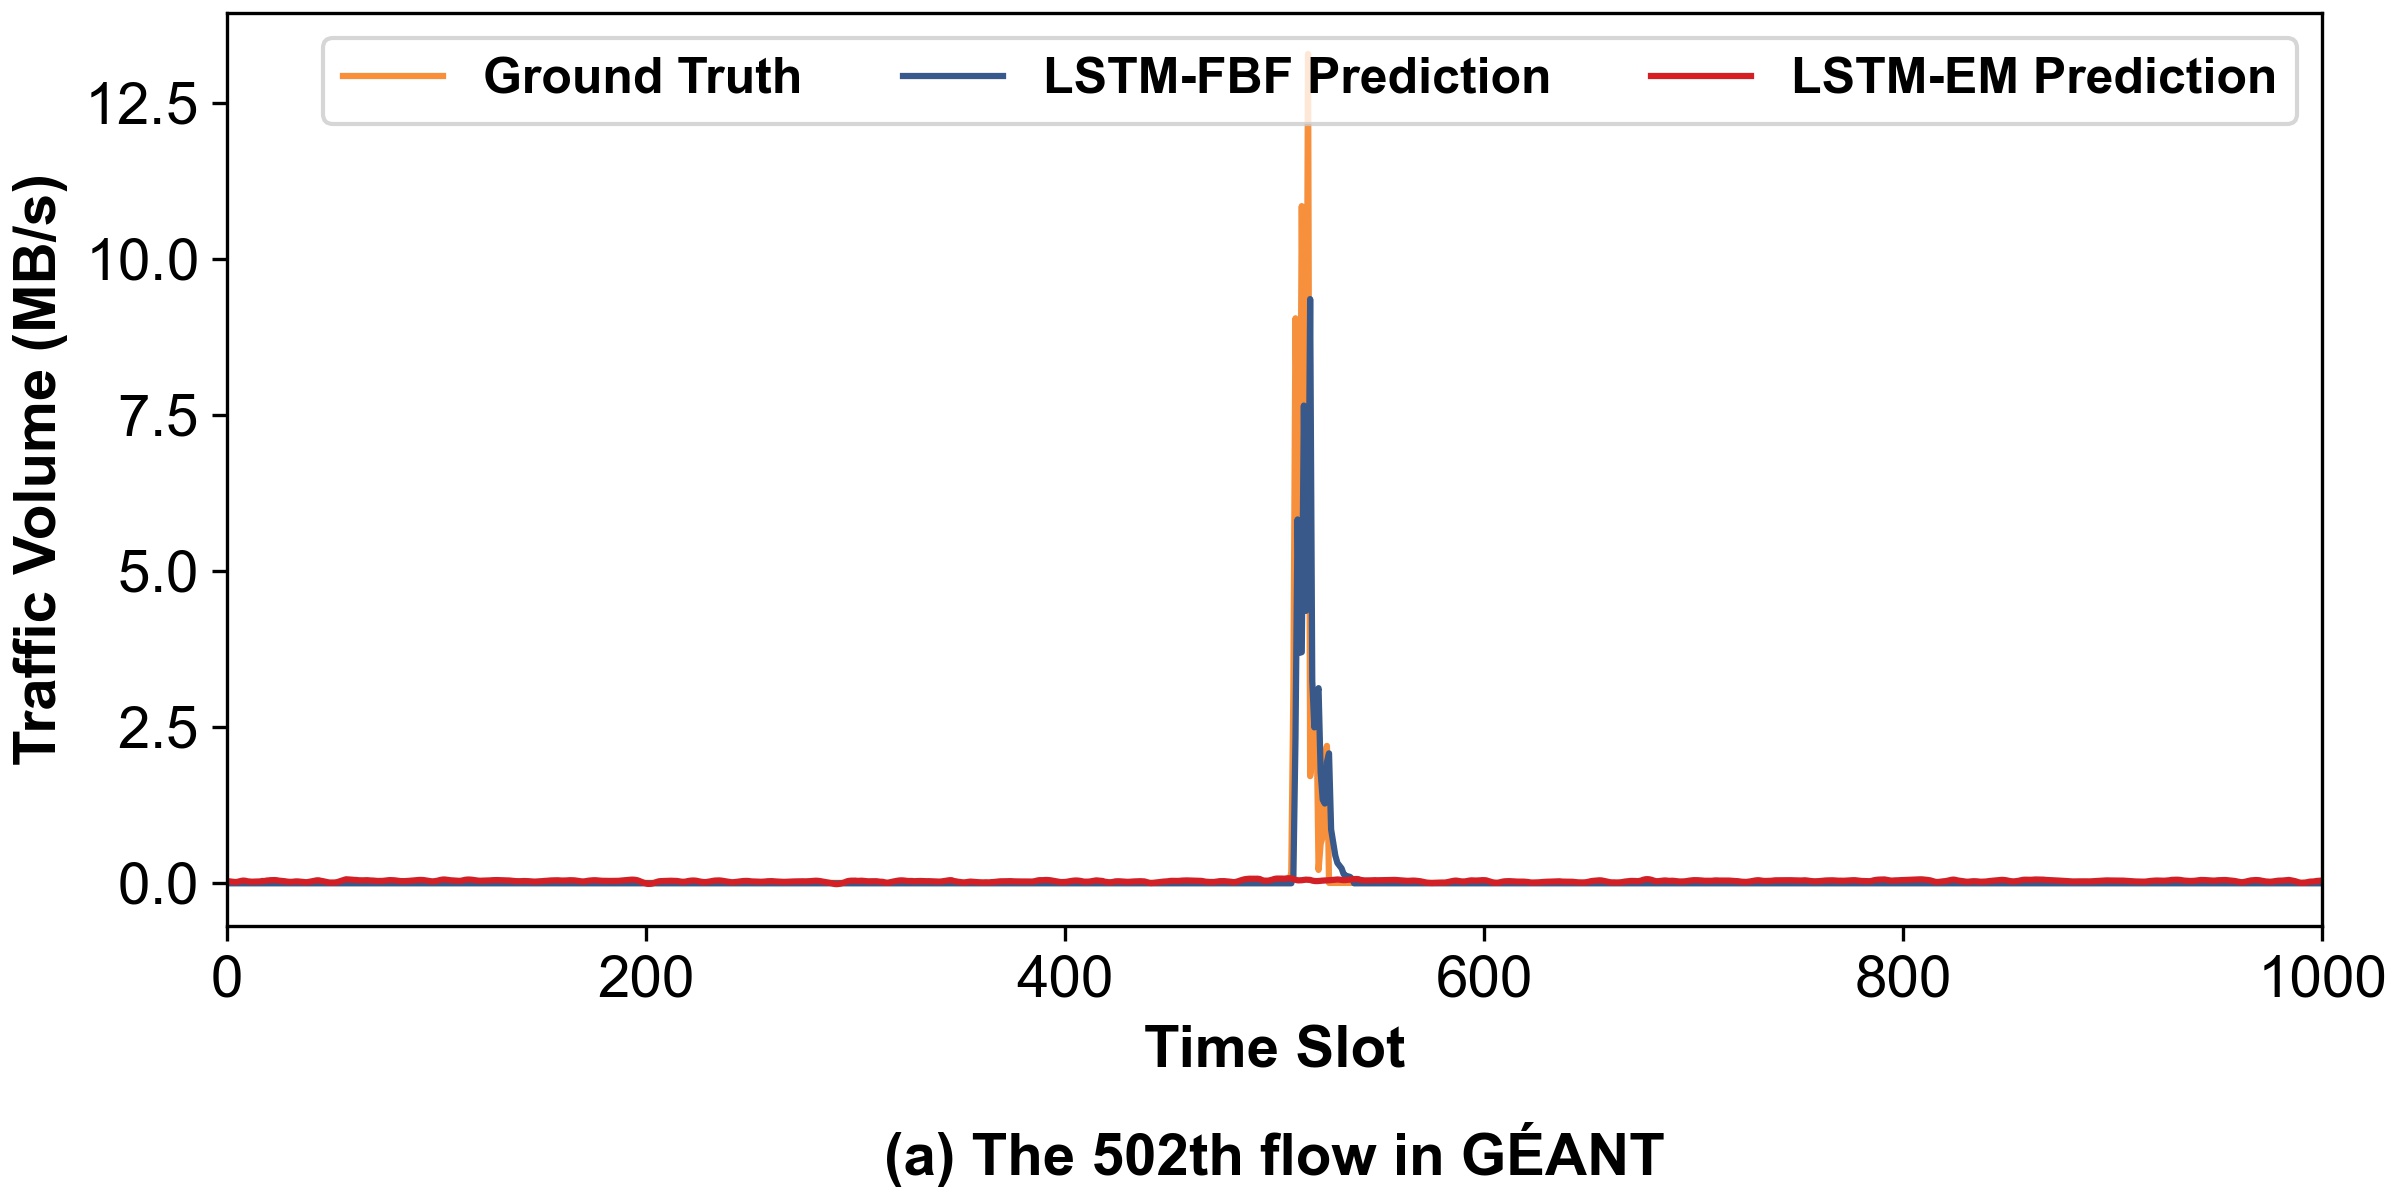 Ground Truth LSTM-FBF Prediction LSTM-EM Prediction
Traffic Volume (MB/s)
12.5
10.0
7.5
5.0
2.5
0.0
0 200 400 600 800 1000
Time Slot
(a) The 502th flow in GÉANT